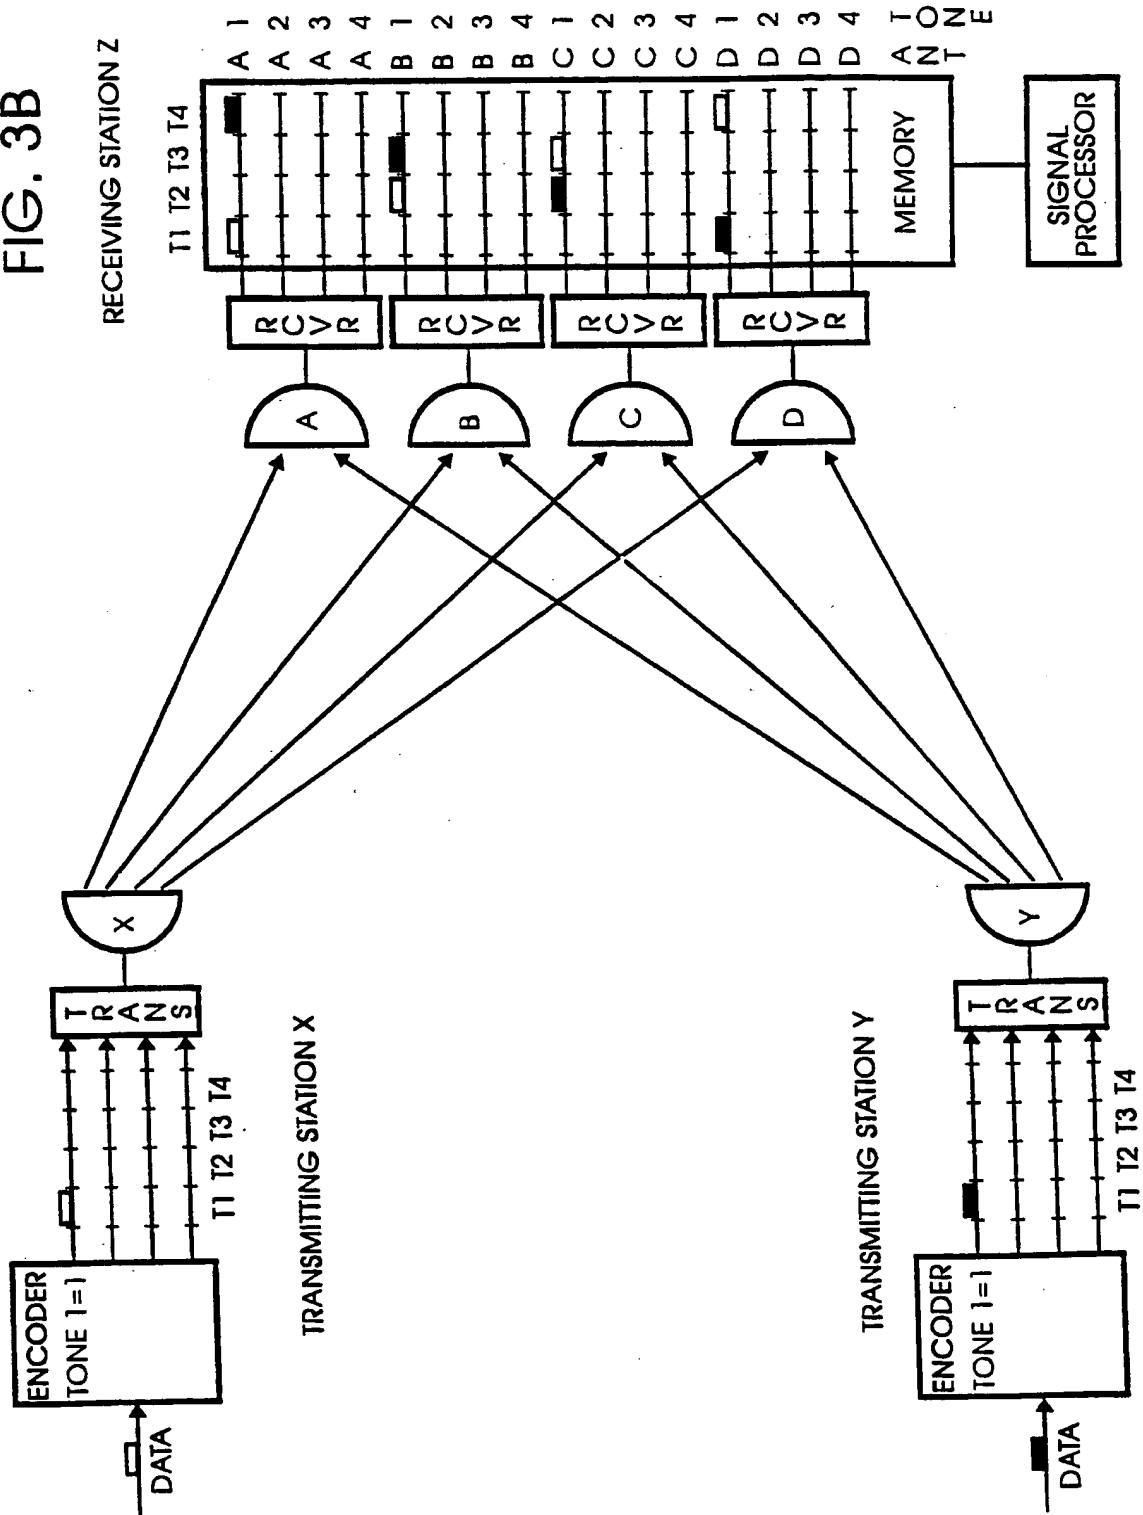 FIG. 3B
RECEIVING STATION Z
ENCODER
TONE 1=1
DATA
TRANS
X
T1 T2 T3 T4
TRANSMITTING STATION X
T1 T2 T3 T4
A
RCVR
A 1
A 2
A 3
A 4
B
RCVR
B 1
B 2
B 3
B 4
C
RCVR
C 1
C 2
C 3
C 4
D
RCVR
D 1
D 2
D 3
D 4
ANT
TONE
MEMORY
SIGNAL
PROCESSOR
TRANSMITTING STATION Y
ENCODER
TONE 1=1
DATA
TRANS
Y
T1 T2 T3 T4